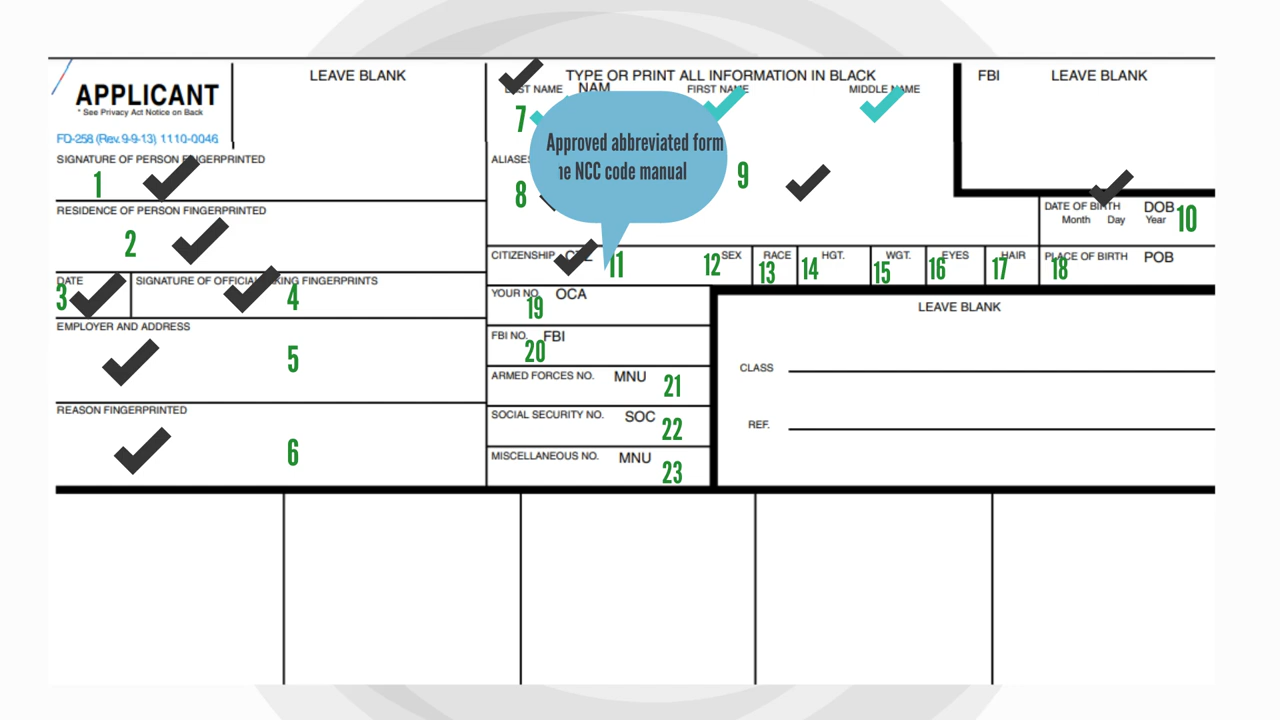 APPLICANT
* See Privacy Act Notice on Back
FD-258 (Rev. 9-9-13) 1110-0046
LEAVE BLANK
TYPE OR PRINT ALL INFORMATION IN BLACK
LAST NAME NAM FIRST NAME MIDDLE NAME
7
FBI LEAVE BLANK
SIGNATURE OF PERSON FINGERPRINTED
1
RESIDENCE OF PERSON FINGERPRINTED
2
DATE
3
SIGNATURE OF OFFICIAL TAKING FINGERPRINTS
4
EMPLOYER AND ADDRESS
5
REASON FINGERPRINTED
6
ALIASES
8
9
Approved abbreviated form
NCC code manual
DATE OF BIRTH DOB
Month Day Year
10
CITIZENSHIP CTZ
11
12 SEX
RACE
13
HGT.
14
WGT.
15
EYES
16
HAIR
17
PLACE OF BIRTH POB
18
YOUR NO. OCA
19
FBI NO. FBI
20
ARMED FORCES NO. MNU
21
SOCIAL SECURITY NO. SOC
22
MISCELLANEOUS NO. MNU
23
LEAVE BLANK
CLASS
REF.